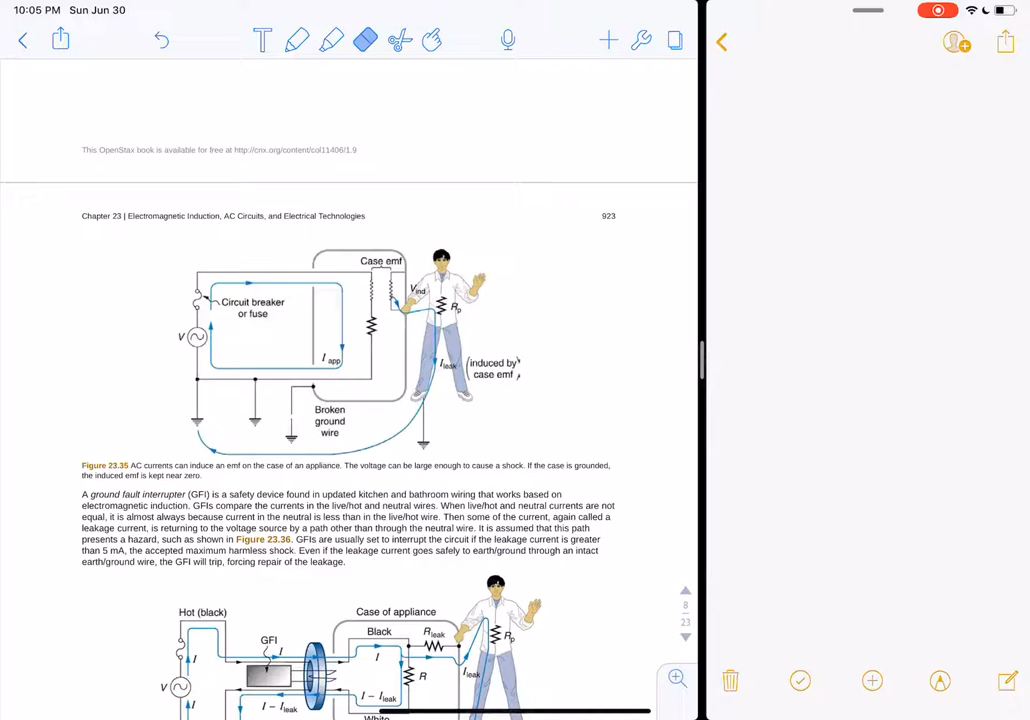 10:05 PM Sun Jun 30
This OpenStax book is available for free at http://cnx.org/content/col11406/1.9
Chapter 23 | Electromagnetic Induction, AC Circuits, and Electrical Technologies
923
Case emf
Circuit breaker
or fuse
V
I app
V ind
R p
I leak
(induced by
case emf
Broken
ground
wire
Figure 23.35 AC currents can induce an emf on the case of an appliance. The voltage can be large enough to cause a shock. If the case is grounded,
the induced emf is kept near zero.
A ground fault interrupter (GFI) is a safety device found in updated kitchen and bathroom wiring that works based on
electromagnetic induction. GFIs compare the currents in the live/hot and neutral wires. When live/hot and neutral currents are not
equal, it is almost always because current in the neutral is less than in the live/hot wire. Then some of the current, again called a
leakage current, is returning to the voltage source by a path other than through the neutral wire. It is assumed that this path
presents a hazard, such as shown in Figure 23.36. GFIs are usually set to interrupt the circuit if the leakage current is greater
than 5 mA, the accepted maximum harmless shock. Even if the leakage current goes safely to earth/ground through an intact
earth/ground wire, the GFI will trip, forcing repair of the leakage.
8
23
Hot (black)
Case of appliance
GFI
Black
R leak
R p
I
I
I
I leak
R
V
I
I – I leak
I – I leak
White